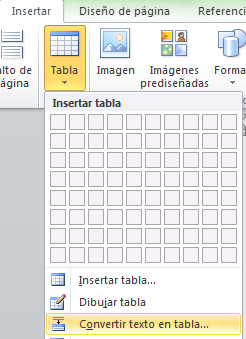 Insertar Diseño de página Referenci
alto de página Tabla Imagen Imágenes prediseñadas Forma
Insertar tabla
Insertar tabla...
Dibujar tabla
Convertir texto en tabla...